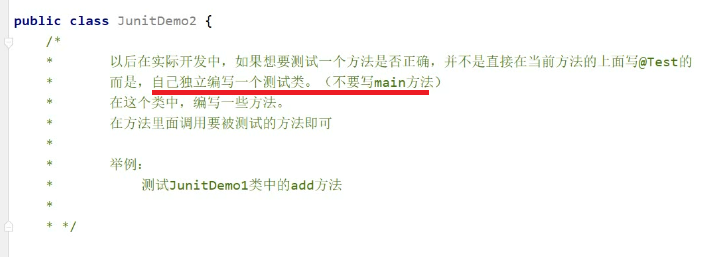 public class JunitDemo2 {
/*
* 以后在实际开发中，如果想要测试一个方法是否正确，并不是直接在当前方法的上面写@Test的
* 而是，自己独立编写一个测试类。（不要写main方法）
* 在这个类中，编写一些方法。
* 在方法里面调用要被测试的方法即可
*
* 举例：
* 测试JunitDemo1类中的add方法
*
* */